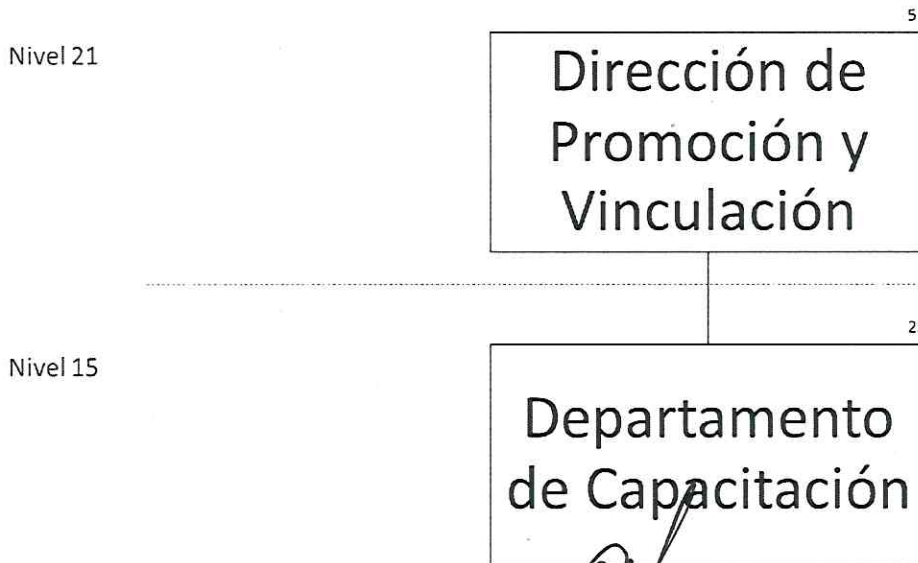 5
Nivel 21
Dirección de
Promoción y
Vinculación
2
Nivel 15
Departamento
de Capacitación